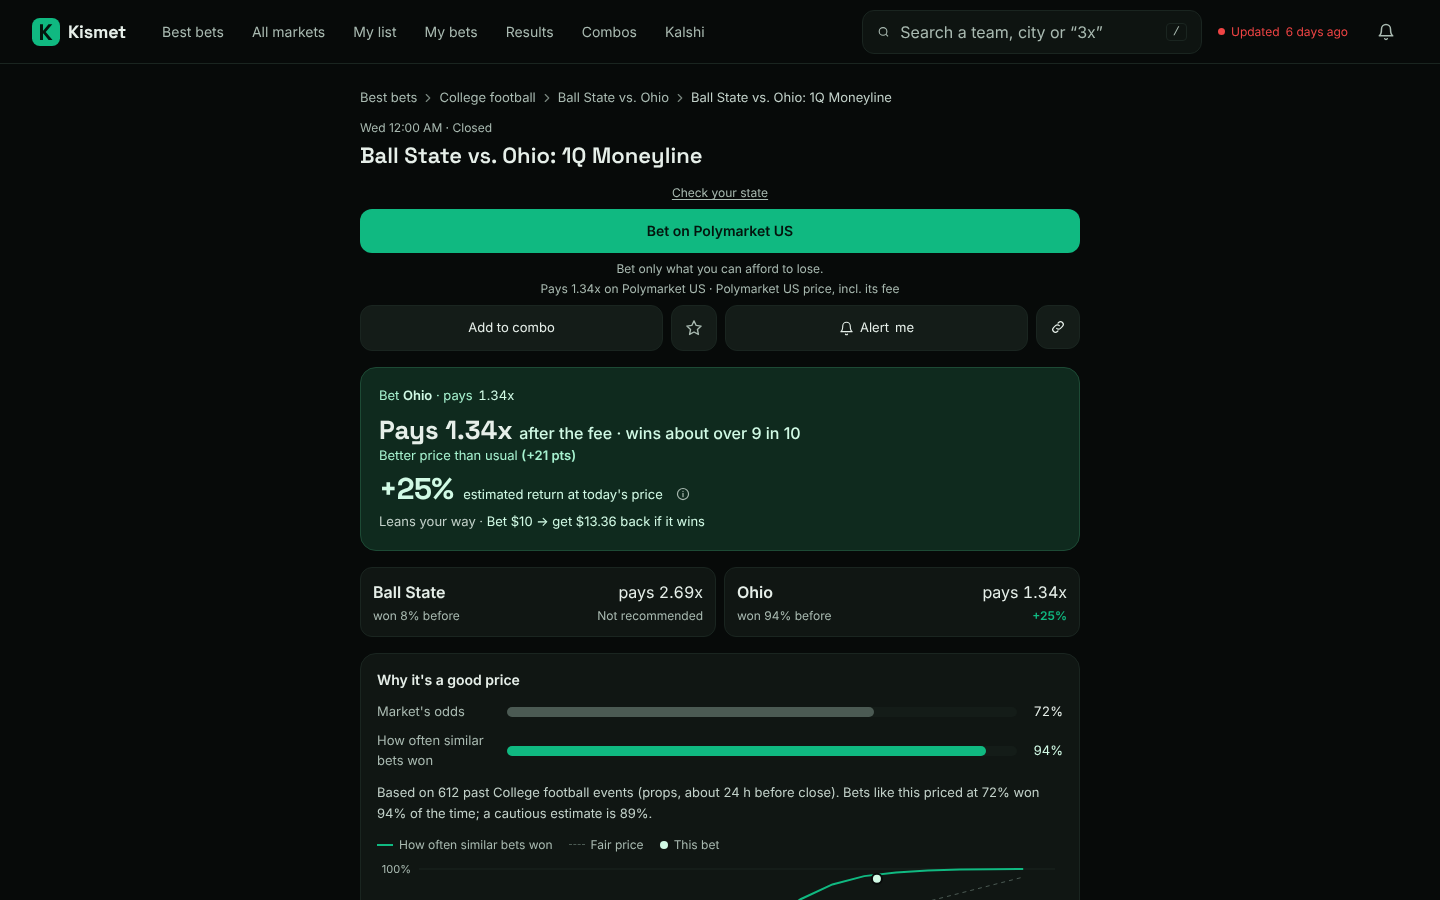 Kismet
Best bets
All markets
My list
My bets
Results
Combos
Kalshi
Search a team, city or “3x”
/
Updated 6 days ago
Best bets > College football > Ball State vs. Ohio > Ball State vs. Ohio: 1Q Moneyline
Wed 12:00 AM · Closed
Ball State vs. Ohio: 1Q Moneyline
Check your state
Bet on Polymarket US
Bet only what you can afford to lose.
Pays 1.34x on Polymarket US · Polymarket US price, incl. its fee
Add to combo
Alert me
Bet Ohio · pays 1.34x
Pays 1.34x after the fee · wins about over 9 in 10
Better price than usual (+21 pts)
+25% estimated return at today's price
Leans your way · Bet $10 → get $13.36 back if it wins
Ball State pays 2.69x
won 8% before Not recommended
Ohio pays 1.34x
won 94% before +25%
Why it's a good price
Market's odds 72%
How often similar
bets won 94%
Based on 612 past College football events (props, about 24 h before close). Bets like this priced at 72% won
94% of the time; a cautious estimate is 89%.
How often similar bets won Fair price This bet
100%